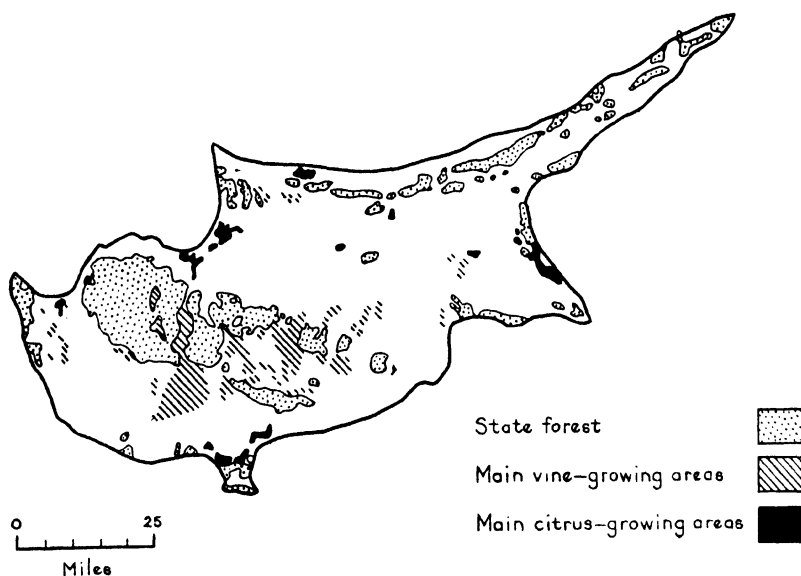 State forest
Main vine-growing areas
Main citrus-growing areas
0 25
Miles